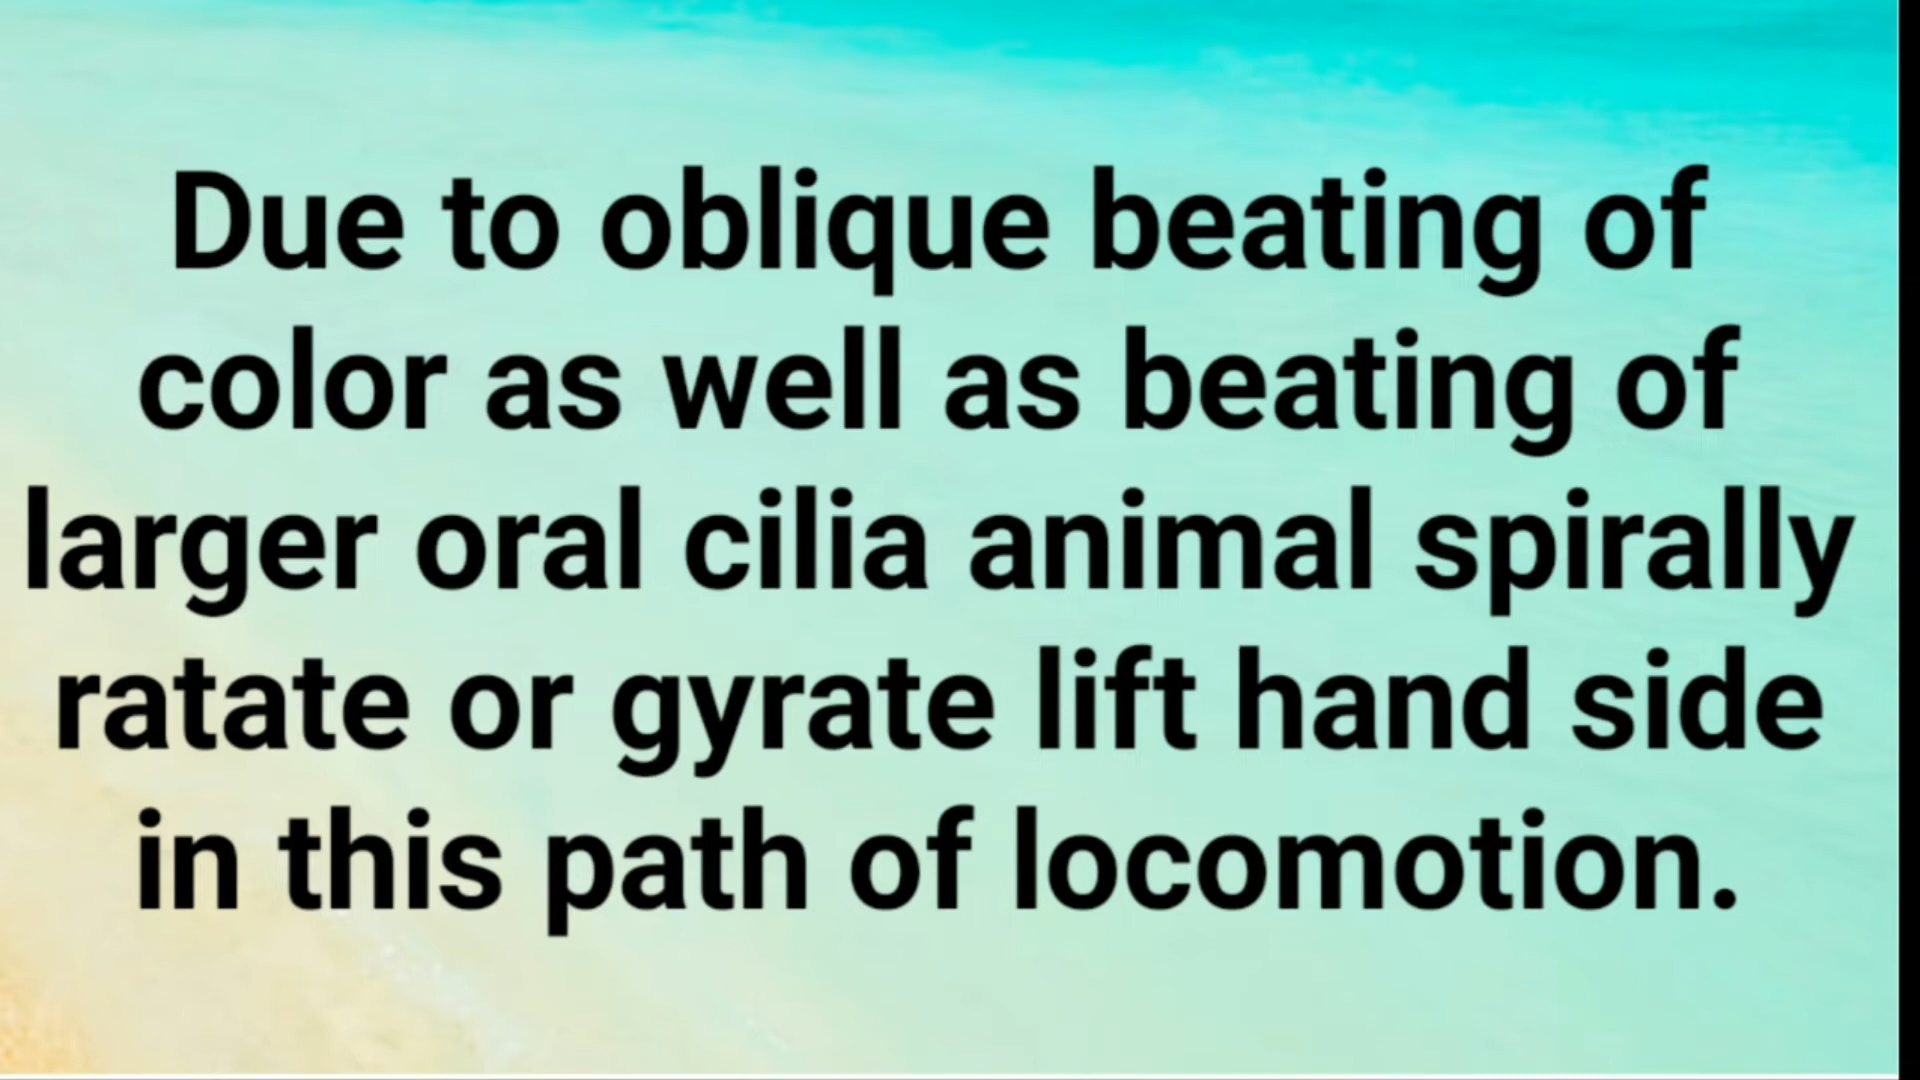 Due to oblique beating of
color as well as beating of
larger oral cilia animal spirally
ratate or gyrate lift hand side
in this path of locomotion.